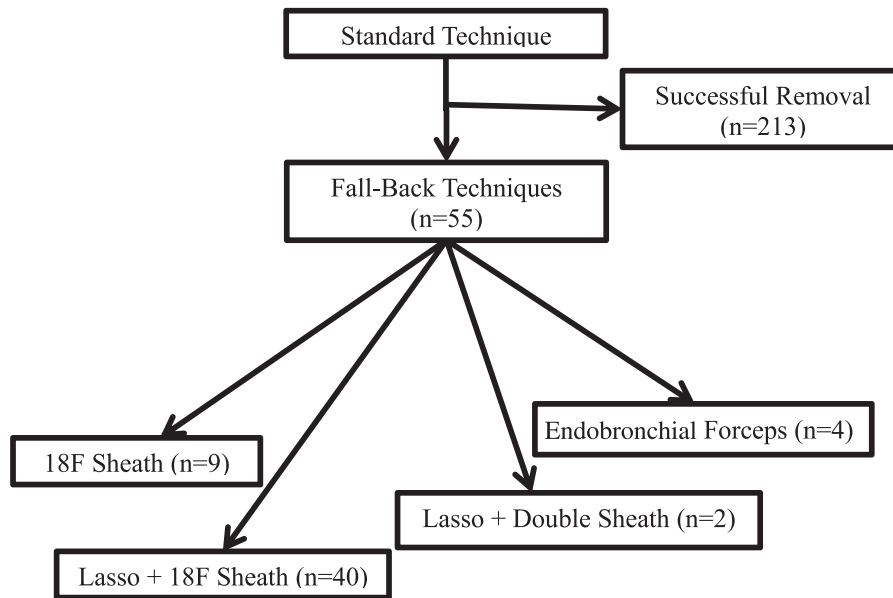 Standard Technique
Successful Removal
(n=213)
Fall-Back Techniques
(n=55)
Endobronchial Forceps (n=4)
18F Sheath (n=9)
Lasso + Double Sheath (n=2)
Lasso + 18F Sheath (n=40)